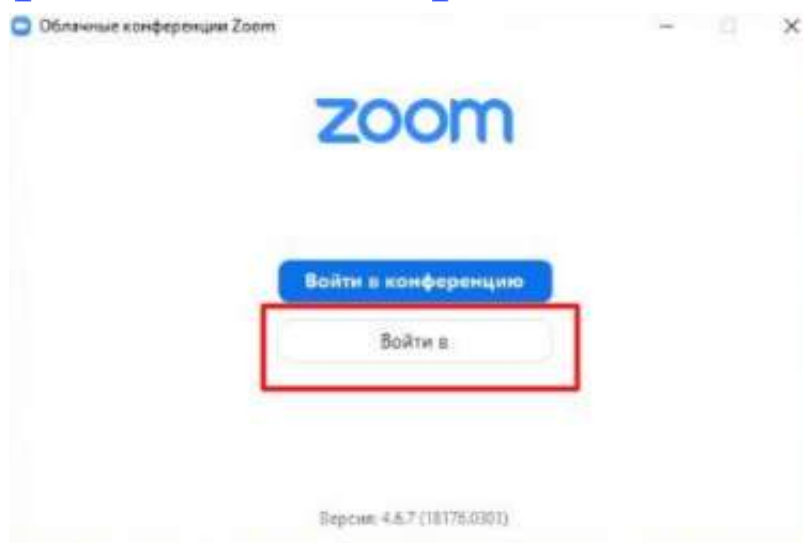 Облачные конференции Zoom
zoom
Войти в конференцию
Войти в
Версия: 4.6.7 (18176.0301)